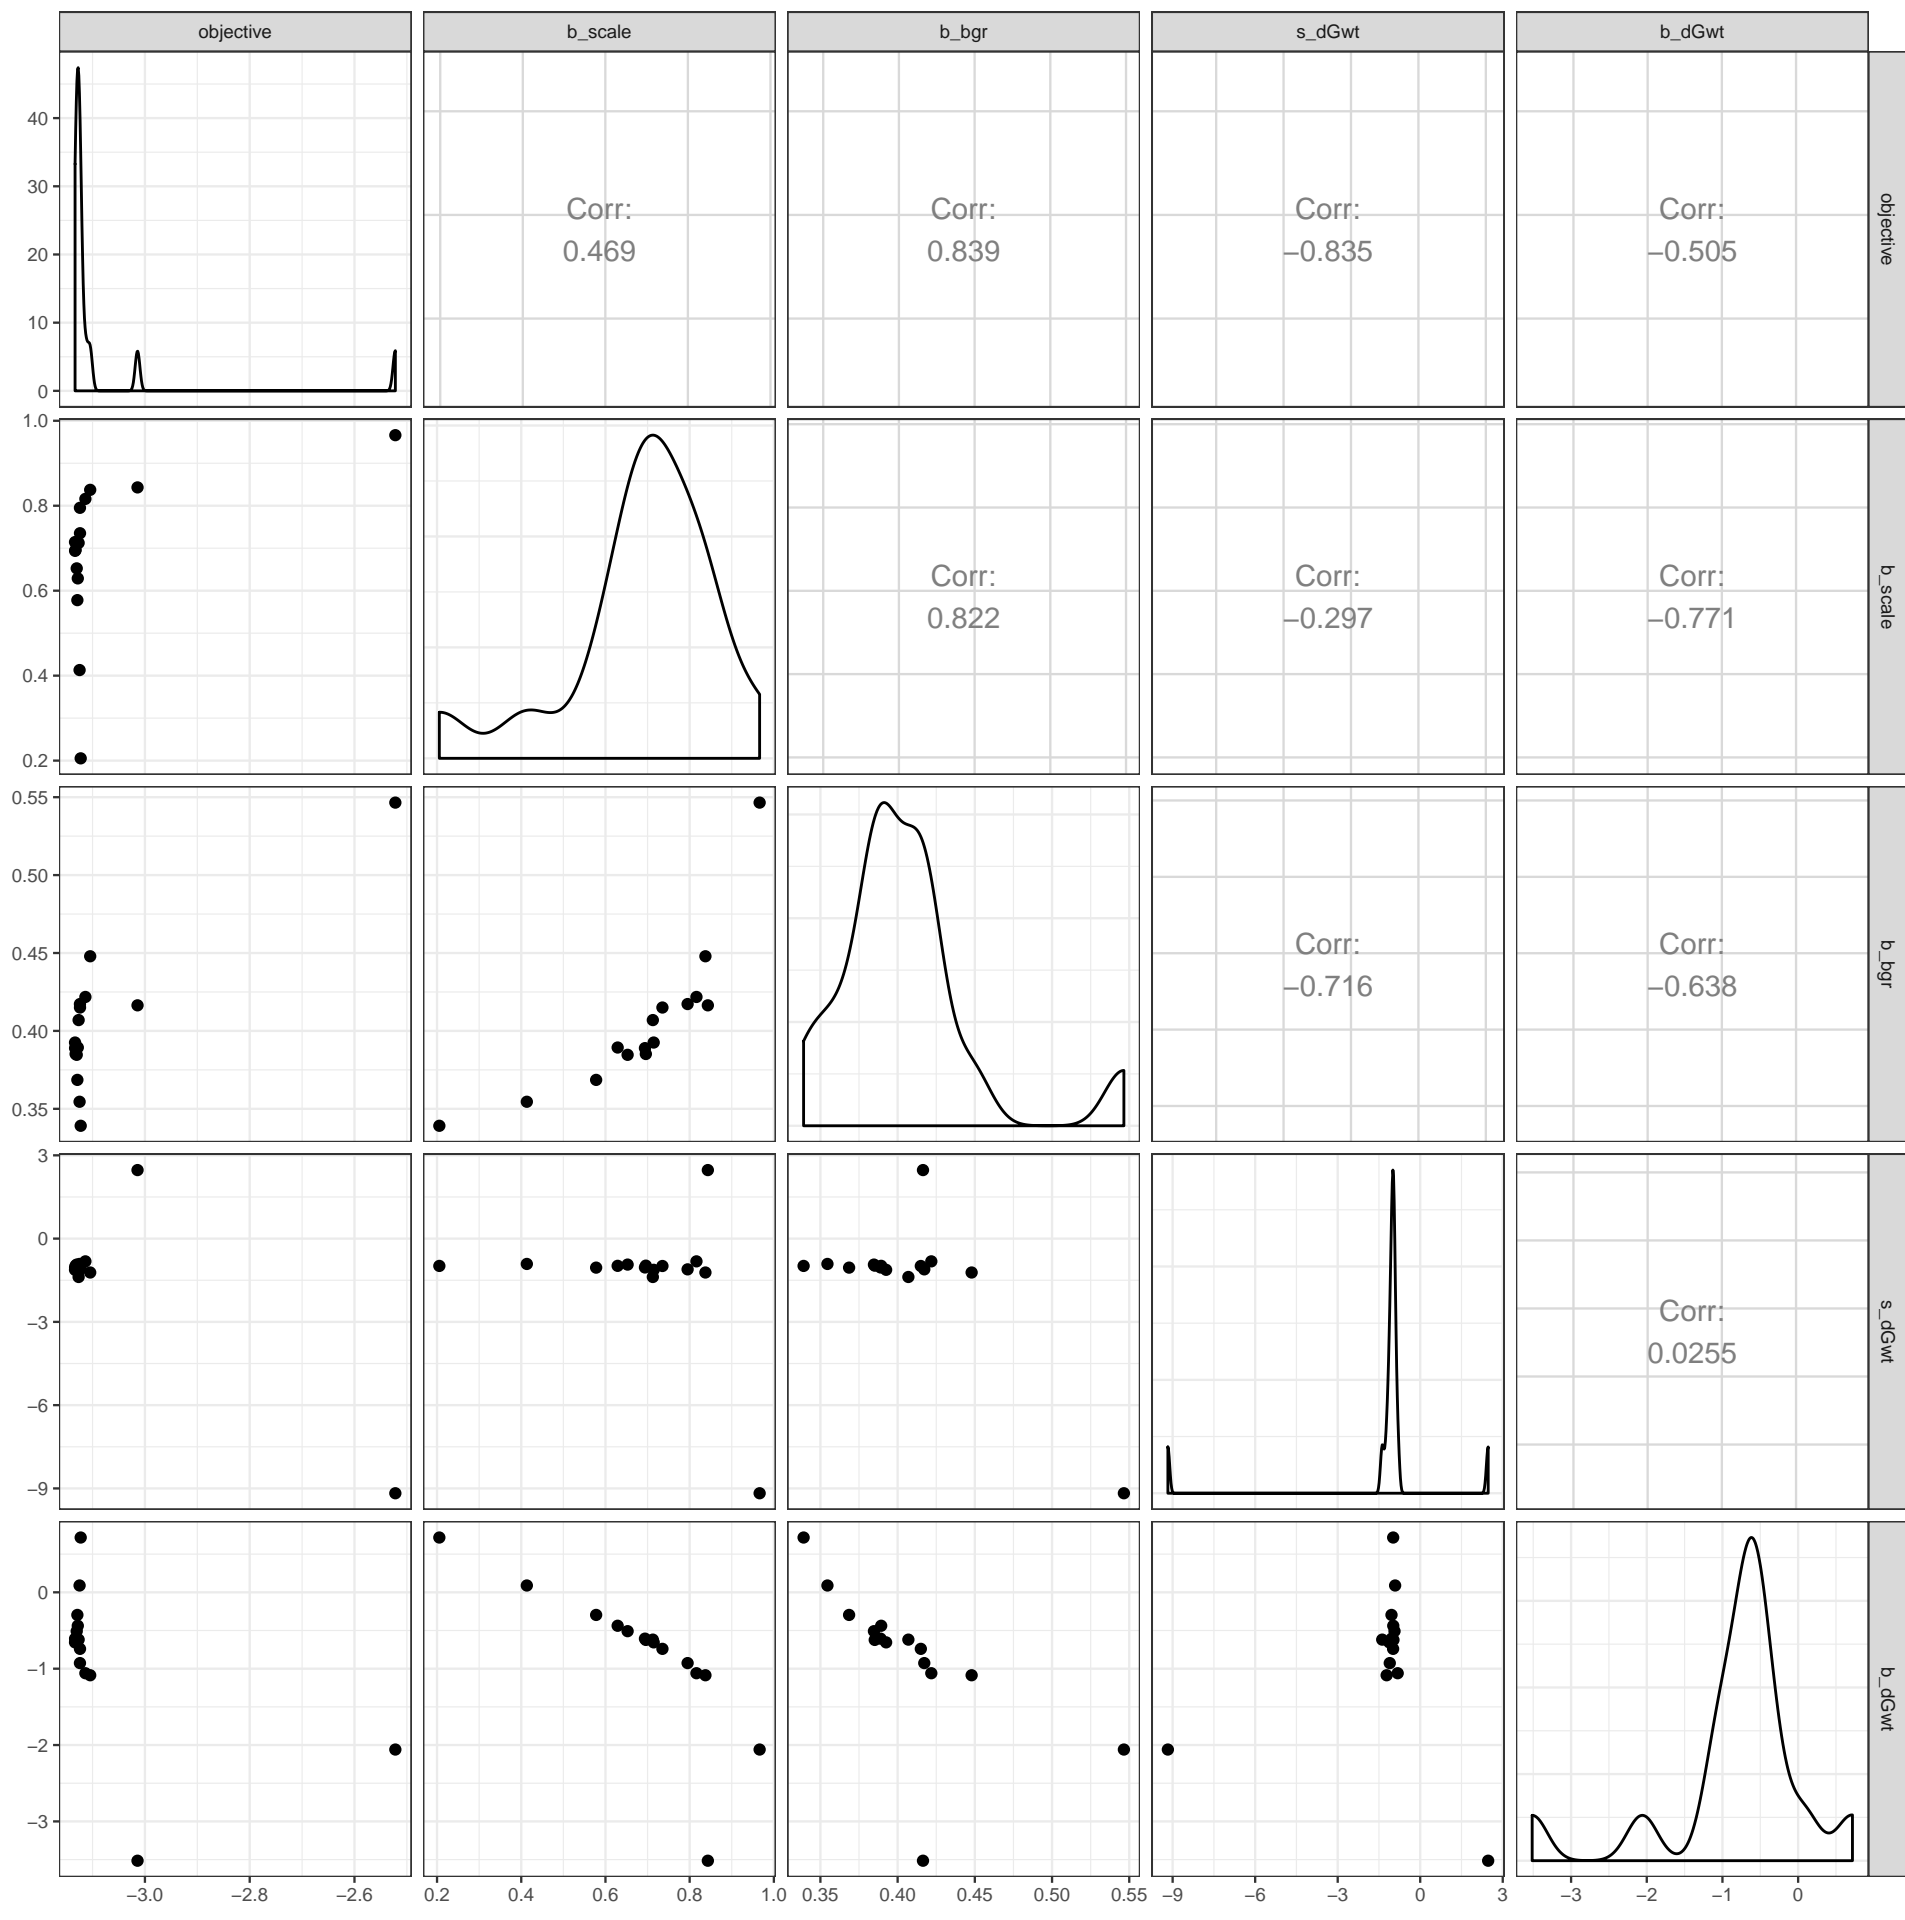 objective
b_scale
b_bgr
s_dGwt
b_dGwt
40
30
20
10
0
Corr:
0.469
Corr:
0.839
Corr:
−0.835
Corr:
−0.505
objective
1.0
0.8
0.6
0.4
0.2
Corr:
0.822
Corr:
−0.297
Corr:
−0.771
b_scale
0.55
0.50
0.45
0.40
0.35
Corr:
−0.716
Corr:
−0.638
b_bgr
3
0
−3
−6
−9
Corr:
0.0255
s_dGwt
0
−1
−2
−3
b_dGwt
−3.0
−2.8
−2.6
0.2
0.4
0.6
0.8
1.0
0.35
0.40
0.45
0.50
0.55
−9
−6
−3
0
3
−3
−2
−1
0